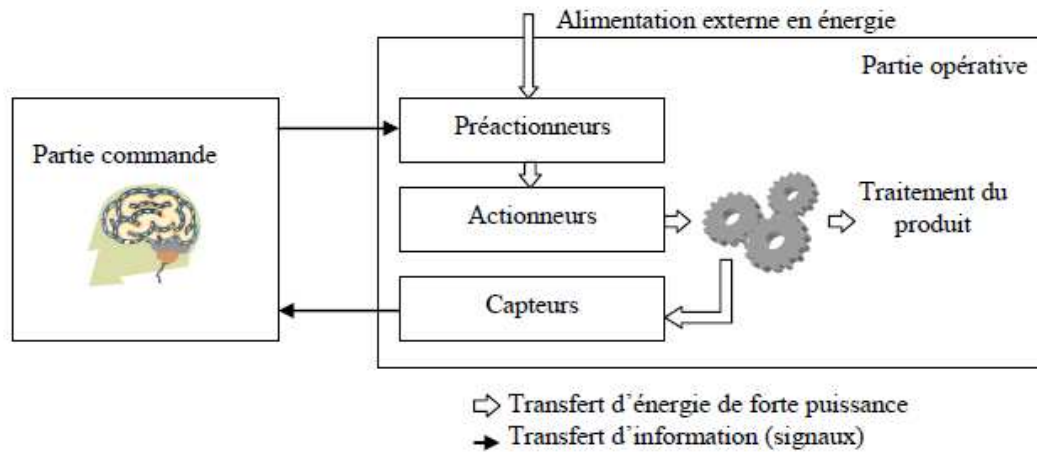 Alimentation externe en énergie
Partie opérative
Préactionneurs
Partie commande
Actionneurs
Traitement du
produit
Capteurs
Transfert d'énergie de forte puissance
Transfert d'information (signaux)